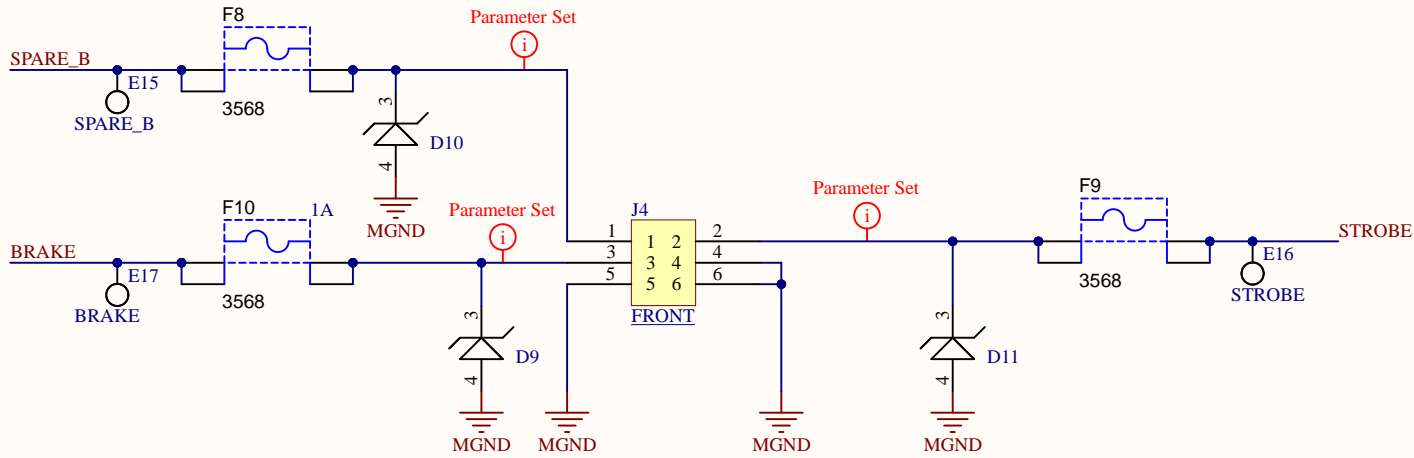 F8
Parameter Set
i
SPARE_B
E15
SPARE_B
3568
3
D10
4
MGND
F10
1A
Parameter Set
i
BRAKE
E17
BRAKE
3568
3
D9
4
MGND
J4
1 1 2 2
3 3 4 4
5 5 6 6
FRONT
MGND
MGND
Parameter Set
i
3
D11
4
MGND
F9
3568
STROBE
E16
STROBE